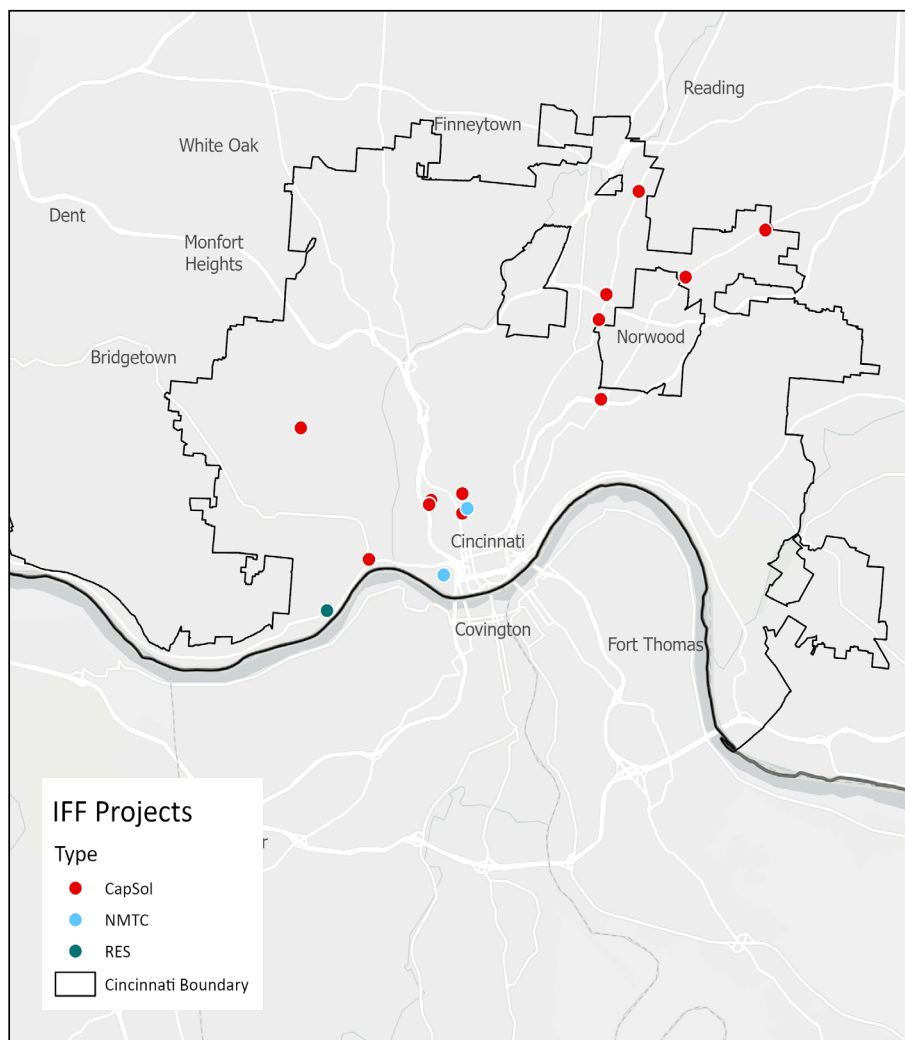 Reading
Finneytown
White Oak
Dent
Monfort
Heights
Norwood
Bridgetown
Cincinnati
Covington
Fort Thomas
IFF Projects
Type
CapSol
NMTC
RES
Cincinnati Boundary